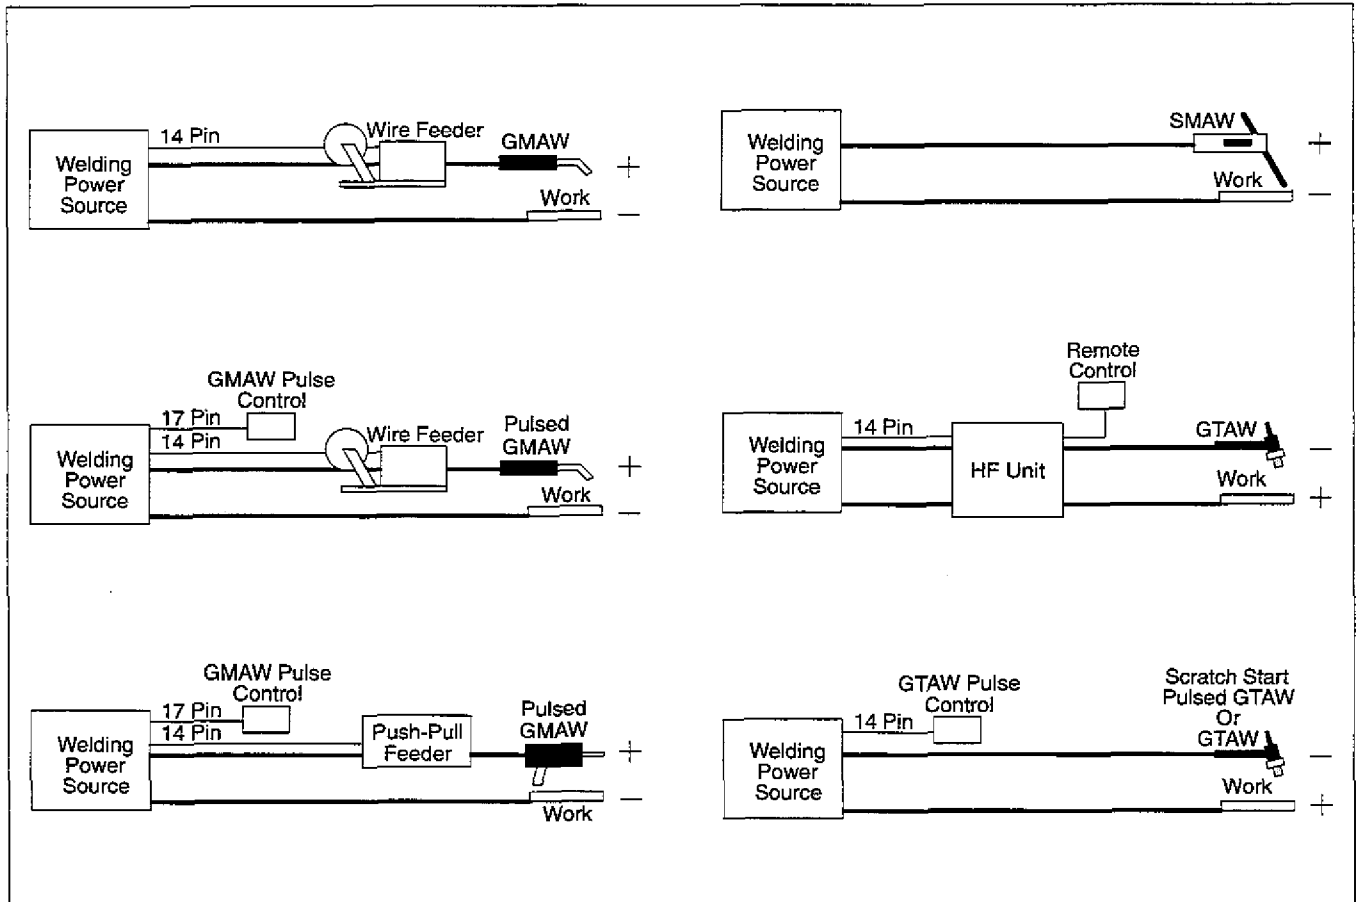 14 Pin
Wire Feeder
GMAW
+
Welding
Power
Source
Work
−
SMAW
+
Welding
Power
Source
Work
−
GMAW Pulse
Control
17 Pin
14 Pin
Wire Feeder
Pulsed
GMAW
+
Welding
Power
Source
Work
−
Remote
Control
14 Pin
GTAW
−
Welding
Power
Source
HF Unit
Work
+
GMAW Pulse
Control
17 Pin
14 Pin
Push-Pull
Feeder
Pulsed
GMAW
+
Welding
Power
Source
−
Work
GTAW Pulse
Control
14 Pin
Scratch Start
Pulsed GTAW
Or
GTAW
−
Welding
Power
Source
Work
+